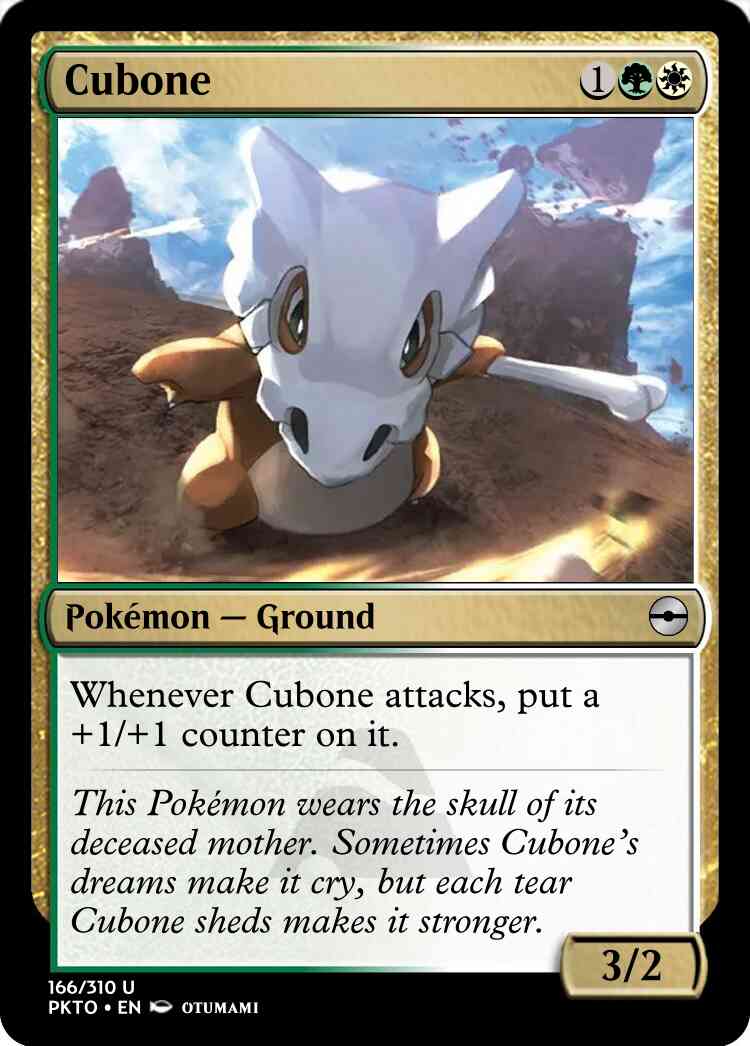 Cubone 1
Pokémon — Ground
Whenever Cubone attacks, put a
+1/+1 counter on it.
This Pokémon wears the skull of its
deceased mother. Sometimes Cubone’s
dreams make it cry, but each tear
Cubone sheds makes it stronger.
3/2
166/310 U
PKTO • EN OTUMAMI